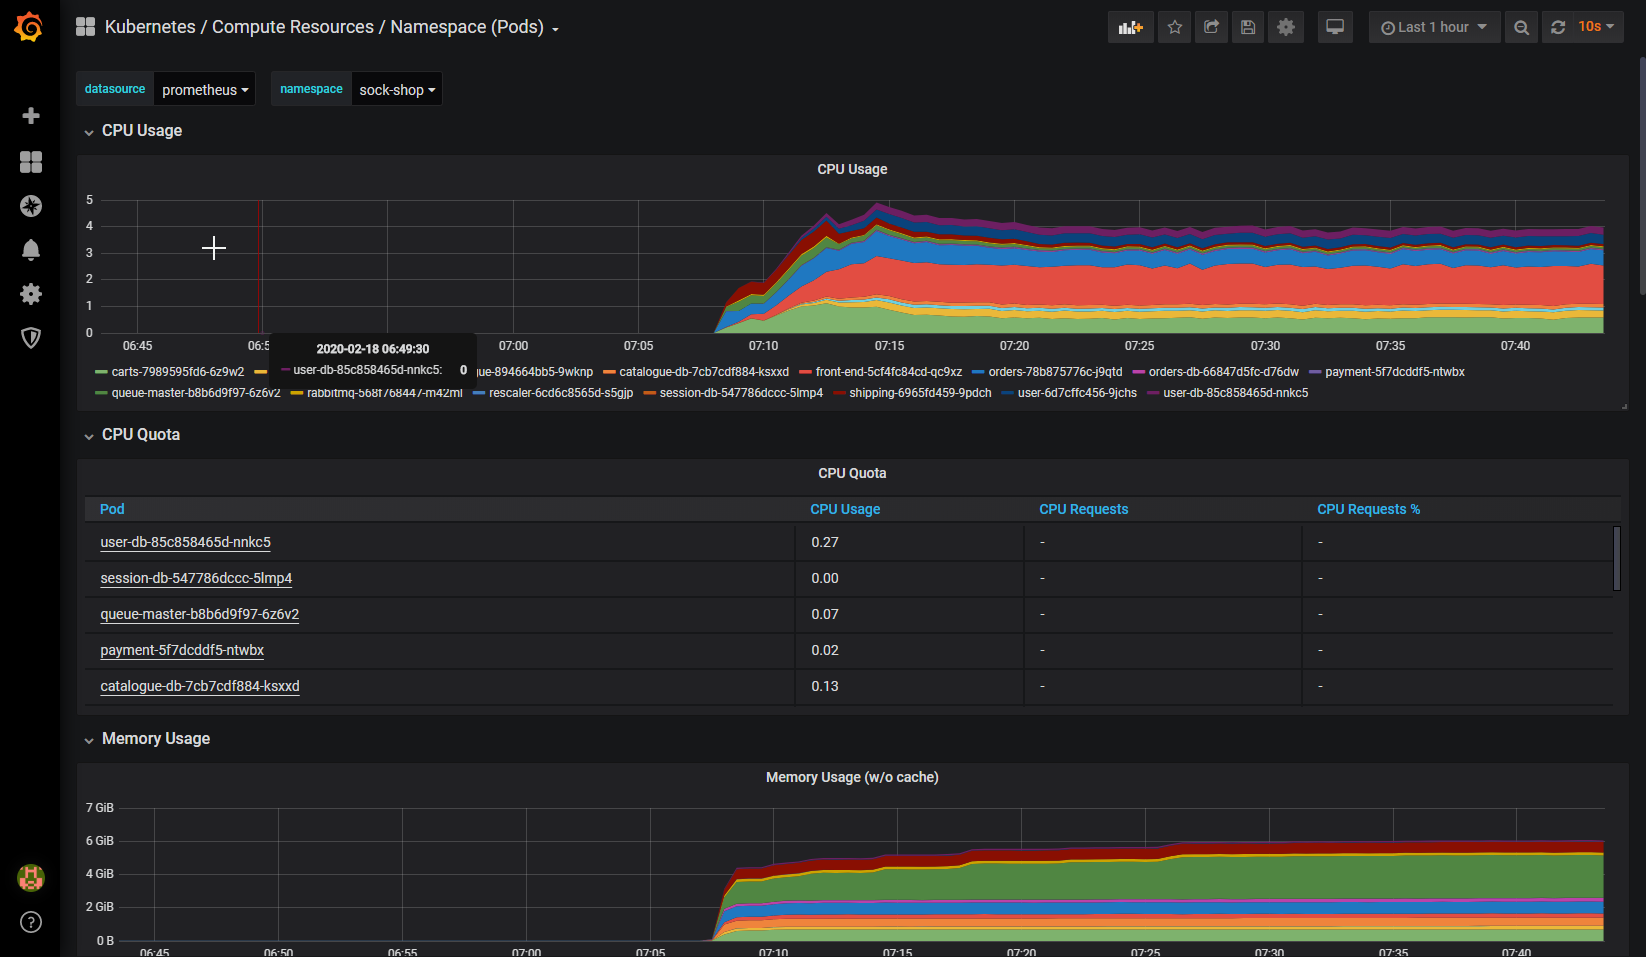 Kubernetes / Compute Resources / Namespace (Pods)
Last 1 hour
10s
datasource prometheus namespace sock-shop
CPU Usage
CPU Usage
5
4
3
2
1
0
06:45 06:5 07:00 07:05 07:10 07:15 07:20 07:25 07:30 07:35 07:40
2020-02-18 06:49:30
user-db-85c858465d-nnkc5: 0
carts-7989595fd6-6z9w2 gue-894664bb5-9wknp catalogue-db-7cb7cdf884-ksxxd front-end-5cf4fc84cd-qc9xz orders-78b875776c-j9qtd orders-db-66847d5fc-d76dw payment-5f7dcddf5-ntwbx
queue-master-b8b6d9f97-6z6v2 rabbitmq-568f768447-m42ml rescaler-6cd6c8565d-s5gjp session-db-547786dccc-5lmp4 shipping-6965fd459-9pdch user-6d7cffc456-9jchs user-db-85c858465d-nnkc5
CPU Quota
CPU Quota
Pod CPU Usage CPU Requests CPU Requests %
user-db-85c858465d-nnkc5 0.27 - -
session-db-547786dccc-5lmp4 0.00 - -
queue-master-b8b6d9f97-6z6v2 0.07 - -
payment-5f7dcddf5-ntwbx 0.02 - -
catalogue-db-7cb7cdf884-ksxxd 0.13 - -
Memory Usage
Memory Usage (w/o cache)
7 GiB
6 GiB
4 GiB
2 GiB
0 B
06:45 06:50 06:55 07:00 07:05 07:10 07:15 07:20 07:25 07:30 07:35 07:40